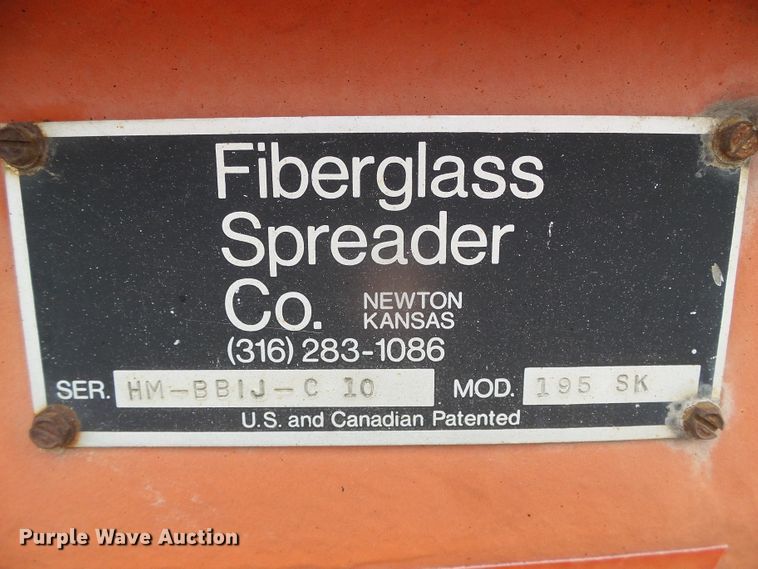 Fiberglass
Spreader
Co. NEWTON
KANSAS
(316) 283-1086
SER. HM-BBIJ-C 10 MOD. 195 SK
U.S. and Canadian Patented
Purple Wave Auction